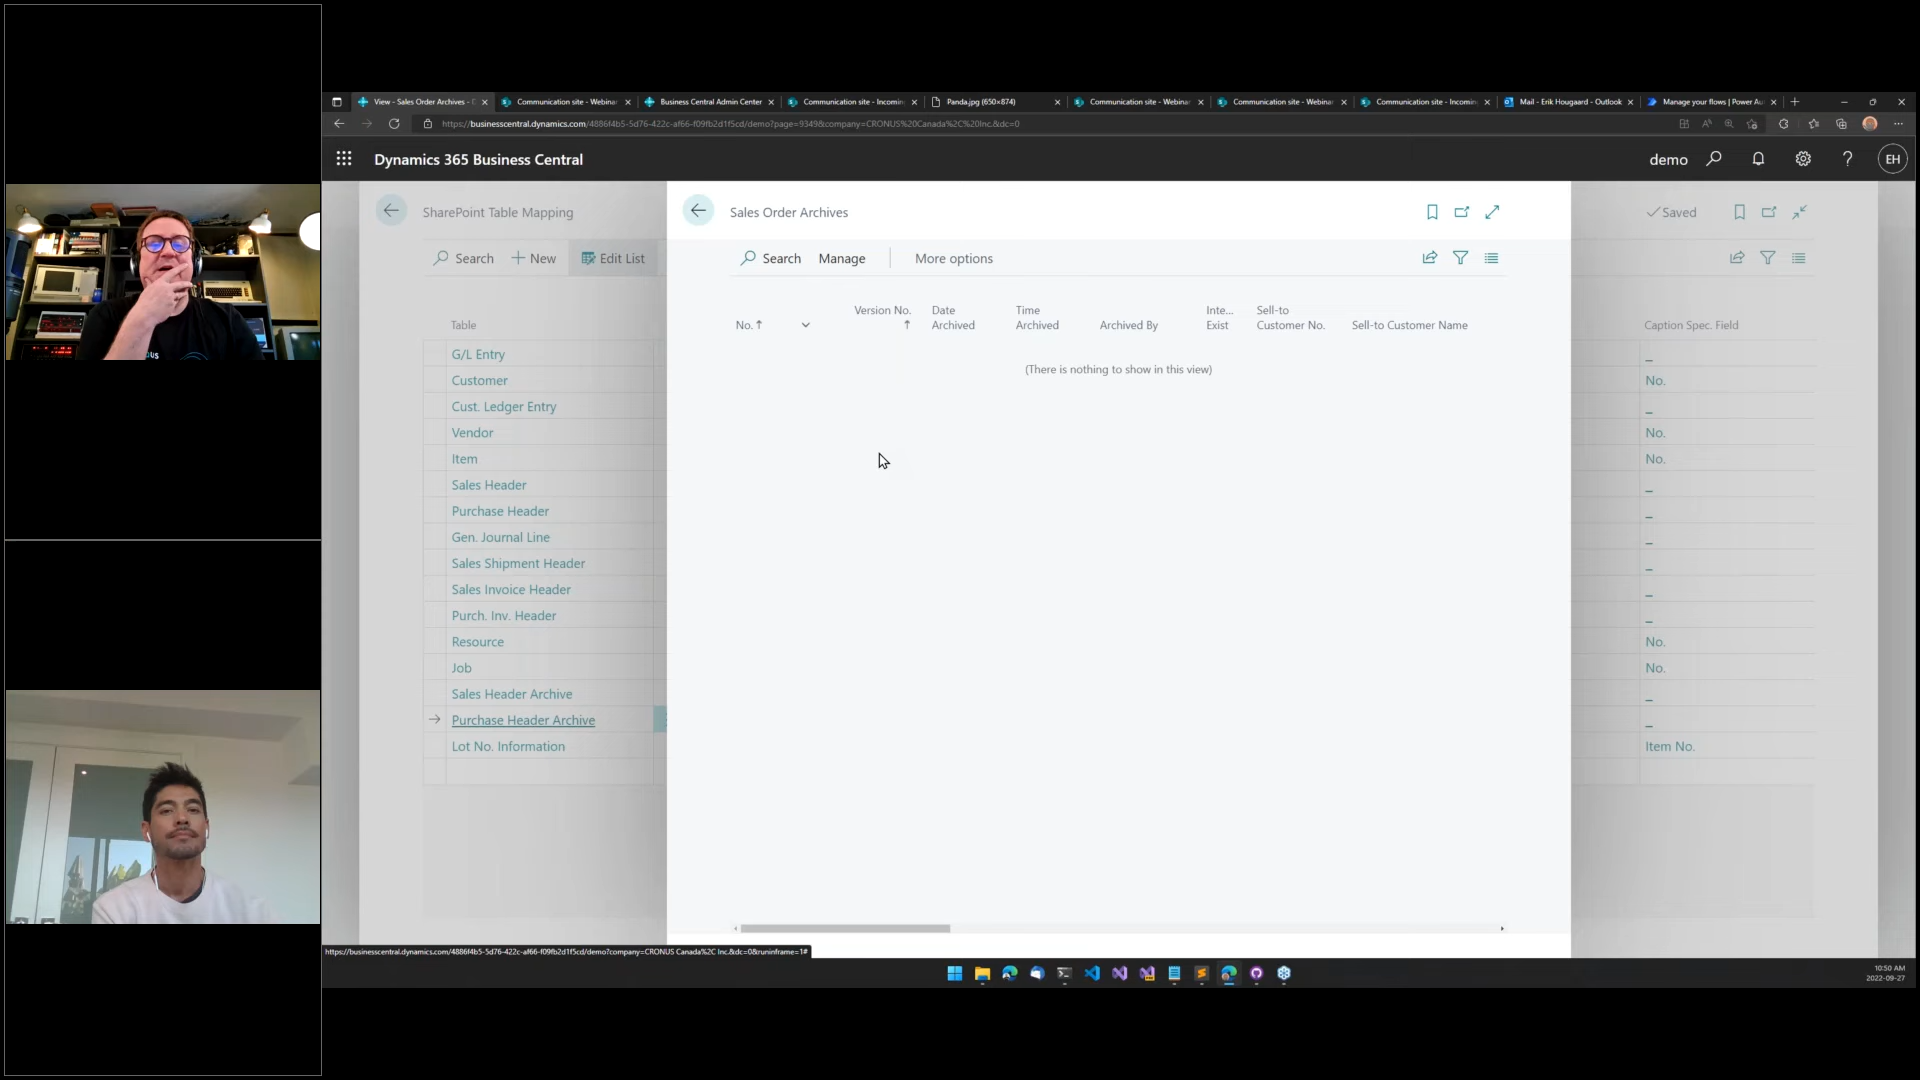 View - Sales Order Archives - D
Communication site - Webinar
Business Central Admin Center
Communication site - Incoming
Panda.jpg (650×874)
Communication site - Webinar
Communication site - Webinar
Communication site - Incoming
Mail - Erik Hougaard - Outlook
Manage your flows | Power Au
https://businesscentral.dynamics.com/4886f4b5-5d76-422c-af66-f09fb2d1f5cd/demo?page=9349&company=CRONUS%20Canada%2C%20Inc.&dc=0
Dynamics 365 Business Central
demo
EH
SharePoint Table Mapping
Sales Order Archives
Saved
Search
New
Edit List
Search
Manage
More options
Table
No. ↑
Version No. ↑
Date Archived
Time Archived
Archived By
Inte... Exist
Sell-to Customer No.
Sell-to Customer Name
Caption Spec. Field
(There is nothing to show in this view)
G/L Entry
_
Customer
No.
Cust. Ledger Entry
_
Vendor
No.
Item
No.
Sales Header
_
Purchase Header
_
Gen. Journal Line
_
Sales Shipment Header
_
Sales Invoice Header
_
Purch. Inv. Header
_
Resource
No.
Job
No.
Sales Header Archive
_
Purchase Header Archive
_
Lot No. Information
Item No.
https://businesscentral.dynamics.com/4886f4b5-5d76-422c-af66-f09fb2d1f5cd/demo?company=CRONUS Canada%2C Inc.&dc=0&runinframe=1#
10:50 AM
2022-09-27